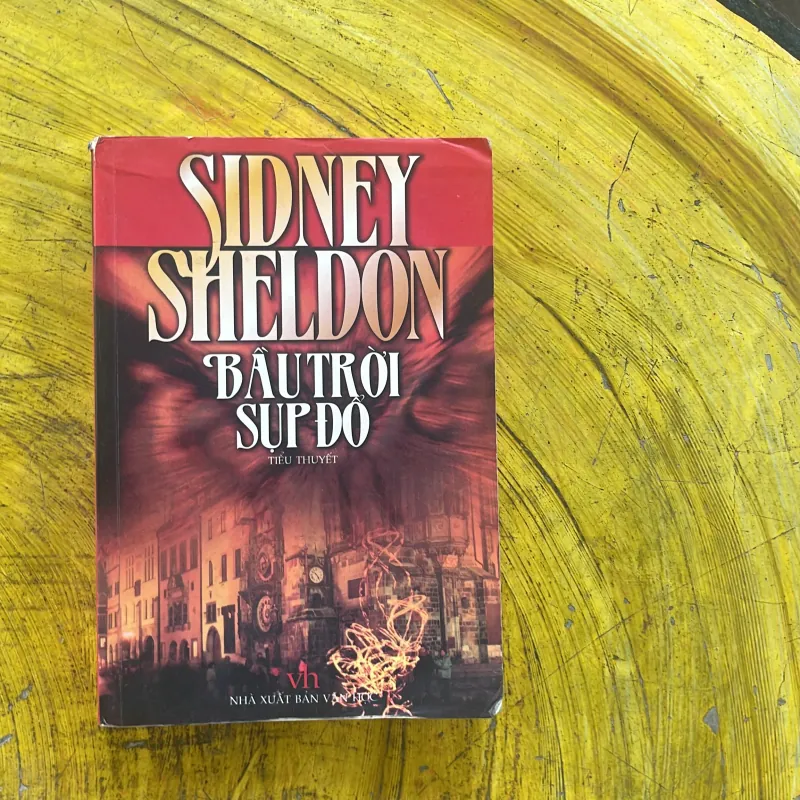 SIDNEY
SHELDON
BẦU TRỜI
SỤP ĐỔ
TIỂU THUYẾT
vh
NHÀ XUẤT BẢN VĂN HỌC